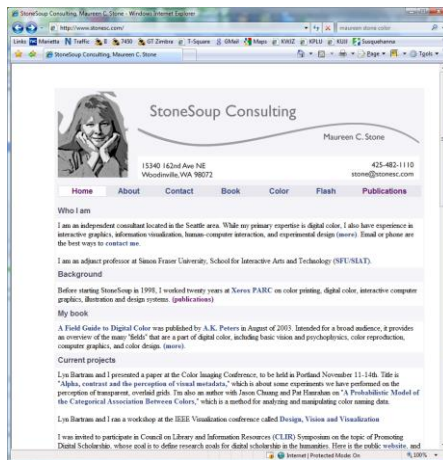 StoneSoup Consulting, Maureen C. Stone - Windows Internet Explorer
http://www.stonesc.com/
maureen stone color
Links Marietta Traffic 8 7430 GT Zimbra T-Square GMail Maps KWJZ KPLU KUSF Susquehanna
StoneSoup Consulting, Maureen C. Stone
Page Tools
StoneSoup Consulting
Maureen C. Stone
15340 162nd Ave NE
Woodinville, WA 98072
425-482-1110
stone@stonesc.com
Home About Contact Book Color Flash Publications
Who I am
I am an independent consultant located in the Seattle area. While my primary expertise is digital color, I also have experience in
interactive graphics, information visualization, human-computer interaction, and experimental design (more). Email or phone are
the best ways to contact me.
I am an adjunct professor at Simon Fraser University, School for Interactive Arts and Technology (SFU/SIAT).
Background
Before starting StoneSoup in 1998, I worked twenty years at Xerox PARC on color printing, digital color, interactive computer
graphics, illustration and design systems. (publications)
My book
A Field Guide to Digital Color was published by A.K. Peters in August of 2003. Intended for a broad audience, it provides
an overview of the many "fields" that are a part of digital color, including basic vision and psychophysics, color reproduction,
computer graphics, and color design. (more).
Current projects
Lyn Bartram and I presented a paper at the Color Imaging Conference, to be held in Portland November 11-14th. Title is
"Alpha, contrast and the perception of visual metadata," which is about some experiments we have performed on the
perception of transparent, overlaid grids. I'm also an author with Jason Chuang and Pat Hanrahan on "A Probabilistic Model of
the Categorical Association Between Colors," which is a method for analyzing and manipulating color naming data.
Lyn Bartram and I ran a workshop at the IEEE Visualization conference called Design, Vision and Visualization
I was invited to participate in Council on Library and Information Resources (CLIR) Symposium on the topic of Promoting
Digital Scholarship, whose goal is to define research goals for digital scholarship in the humanities. Here is the public website, and
Internet | Protected Mode: On 100%